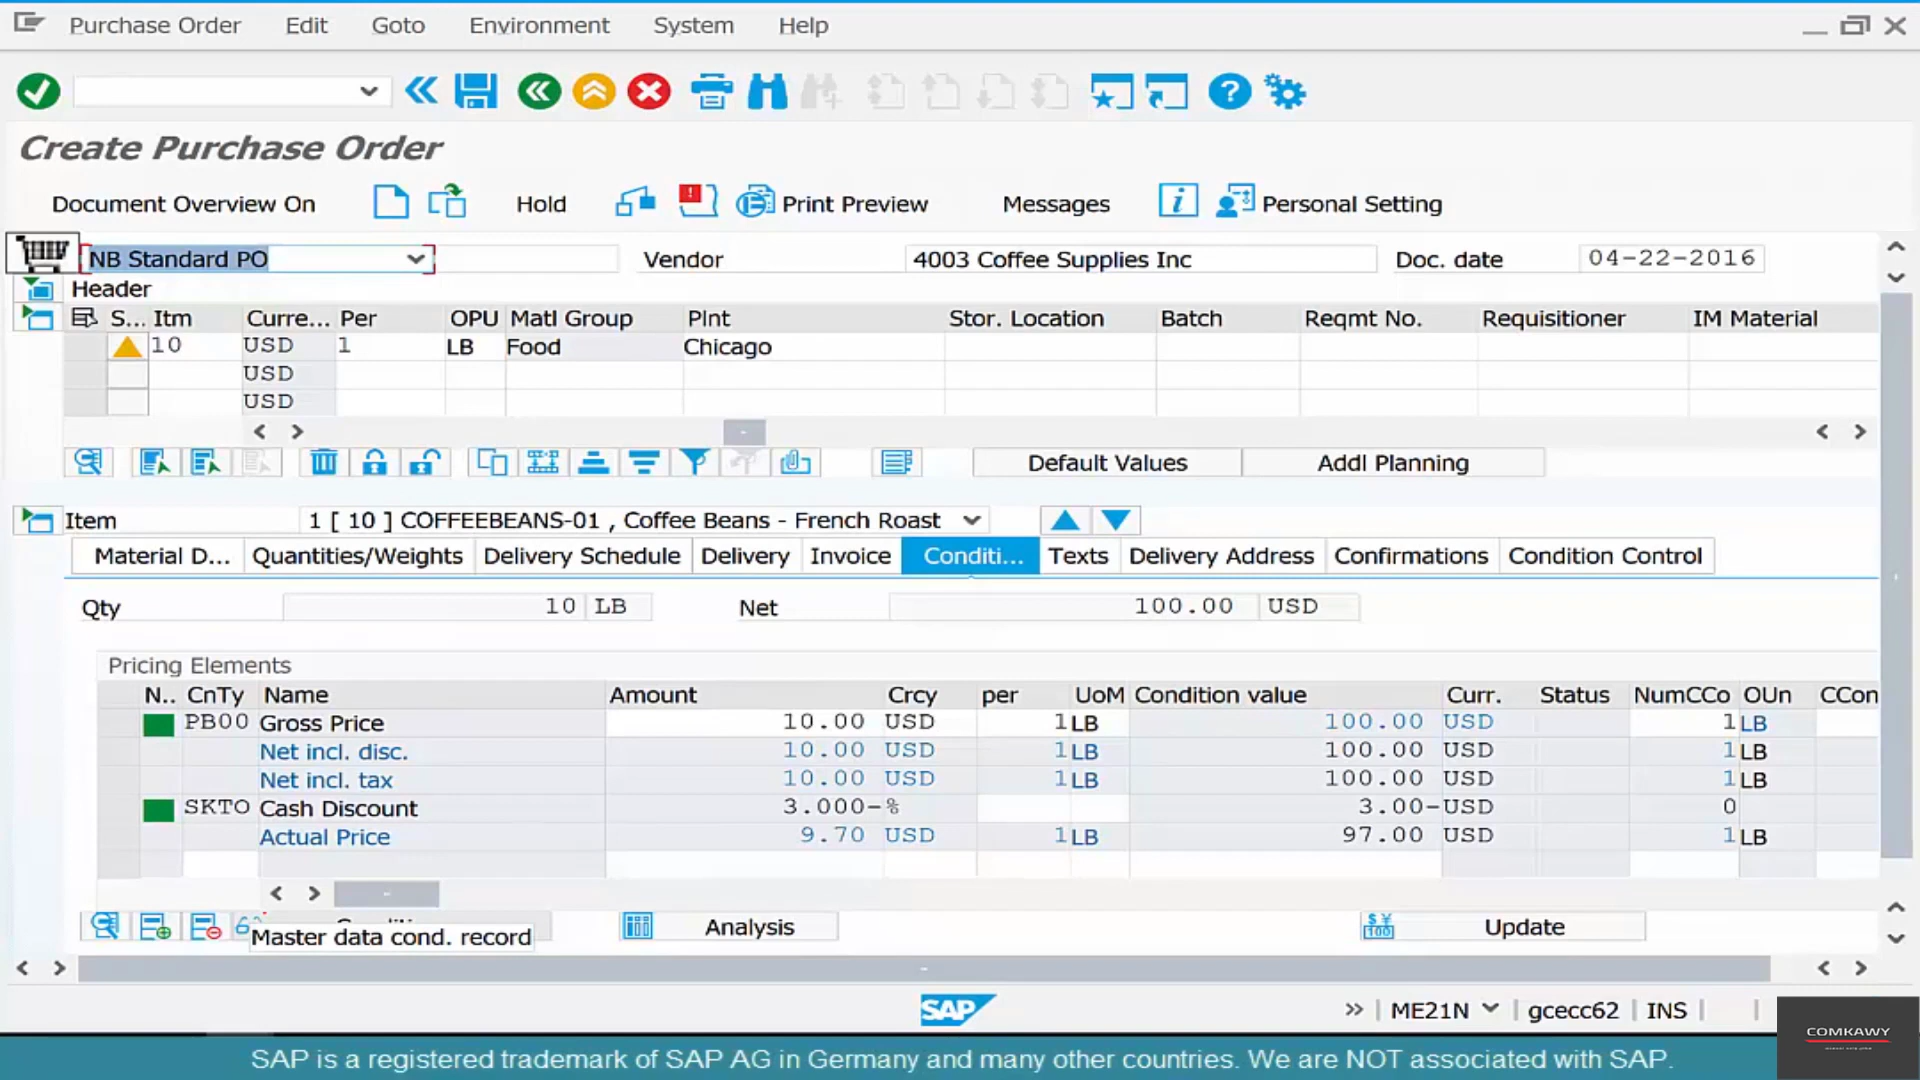 Purchase Order Edit Goto Environment System Help
Create Purchase Order
Document Overview On Hold Print Preview Messages Personal Setting
NB Standard PO Vendor 4003 Coffee Supplies Inc Doc. date 04-22-2016
Header
S... Itm Curre... Per OPU Matl Group Plnt Stor. Location Batch Reqmt No. Requisitioner IM Material
10 USD 1 LB Food Chicago
USD
USD
Default Values Addl Planning
Item 1 [ 10 ] COFFEEBEANS-01 , Coffee Beans - French Roast
Material D... Quantities/Weights Delivery Schedule Delivery Invoice Conditi... Texts Delivery Address Confirmations Condition Control
Qty 10 LB Net 100.00 USD
Pricing Elements
N.. CnTy Name Amount Crcy per UoM Condition value Curr. Status NumCCo OUn CCon
PB00 Gross Price 10.00 USD 1 LB 100.00 USD 1 LB
Net incl. disc. 10.00 USD 1 LB 100.00 USD 1 LB
Net incl. tax 10.00 USD 1 LB 100.00 USD 1 LB
SKTO Cash Discount 3.000- % 3.00- USD 0
Actual Price 9.70 USD 1 LB 97.00 USD 1 LB
Analysis Update
Master data cond. record
SAP ME21N gcecc62 INS
COMKAWY
SAP is a registered trademark of SAP AG in Germany and many other countries. We are NOT associated with SAP.